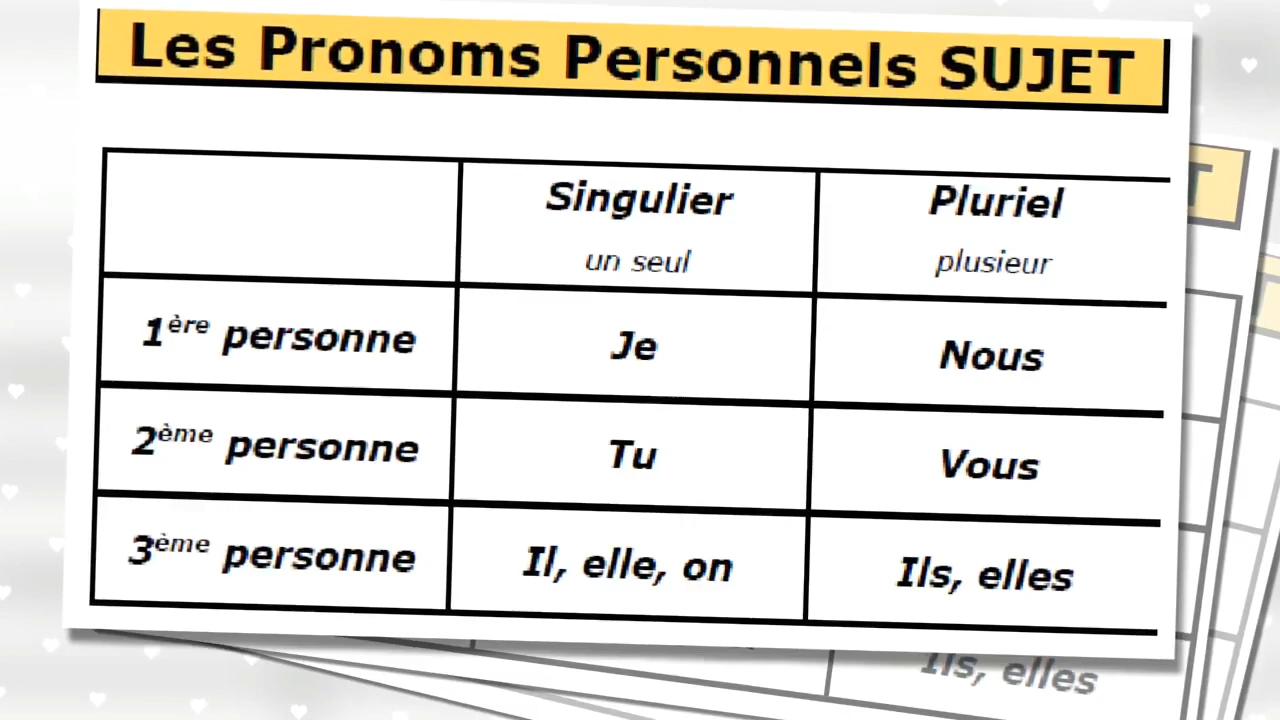 Les Pronoms Personnels SUJET
Singulier Pluriel
un seul plusieur
1ère personne Je Nous
2ème personne Tu Vous
3ème personne Il, elle, on Ils, elles
T
Ils, elles